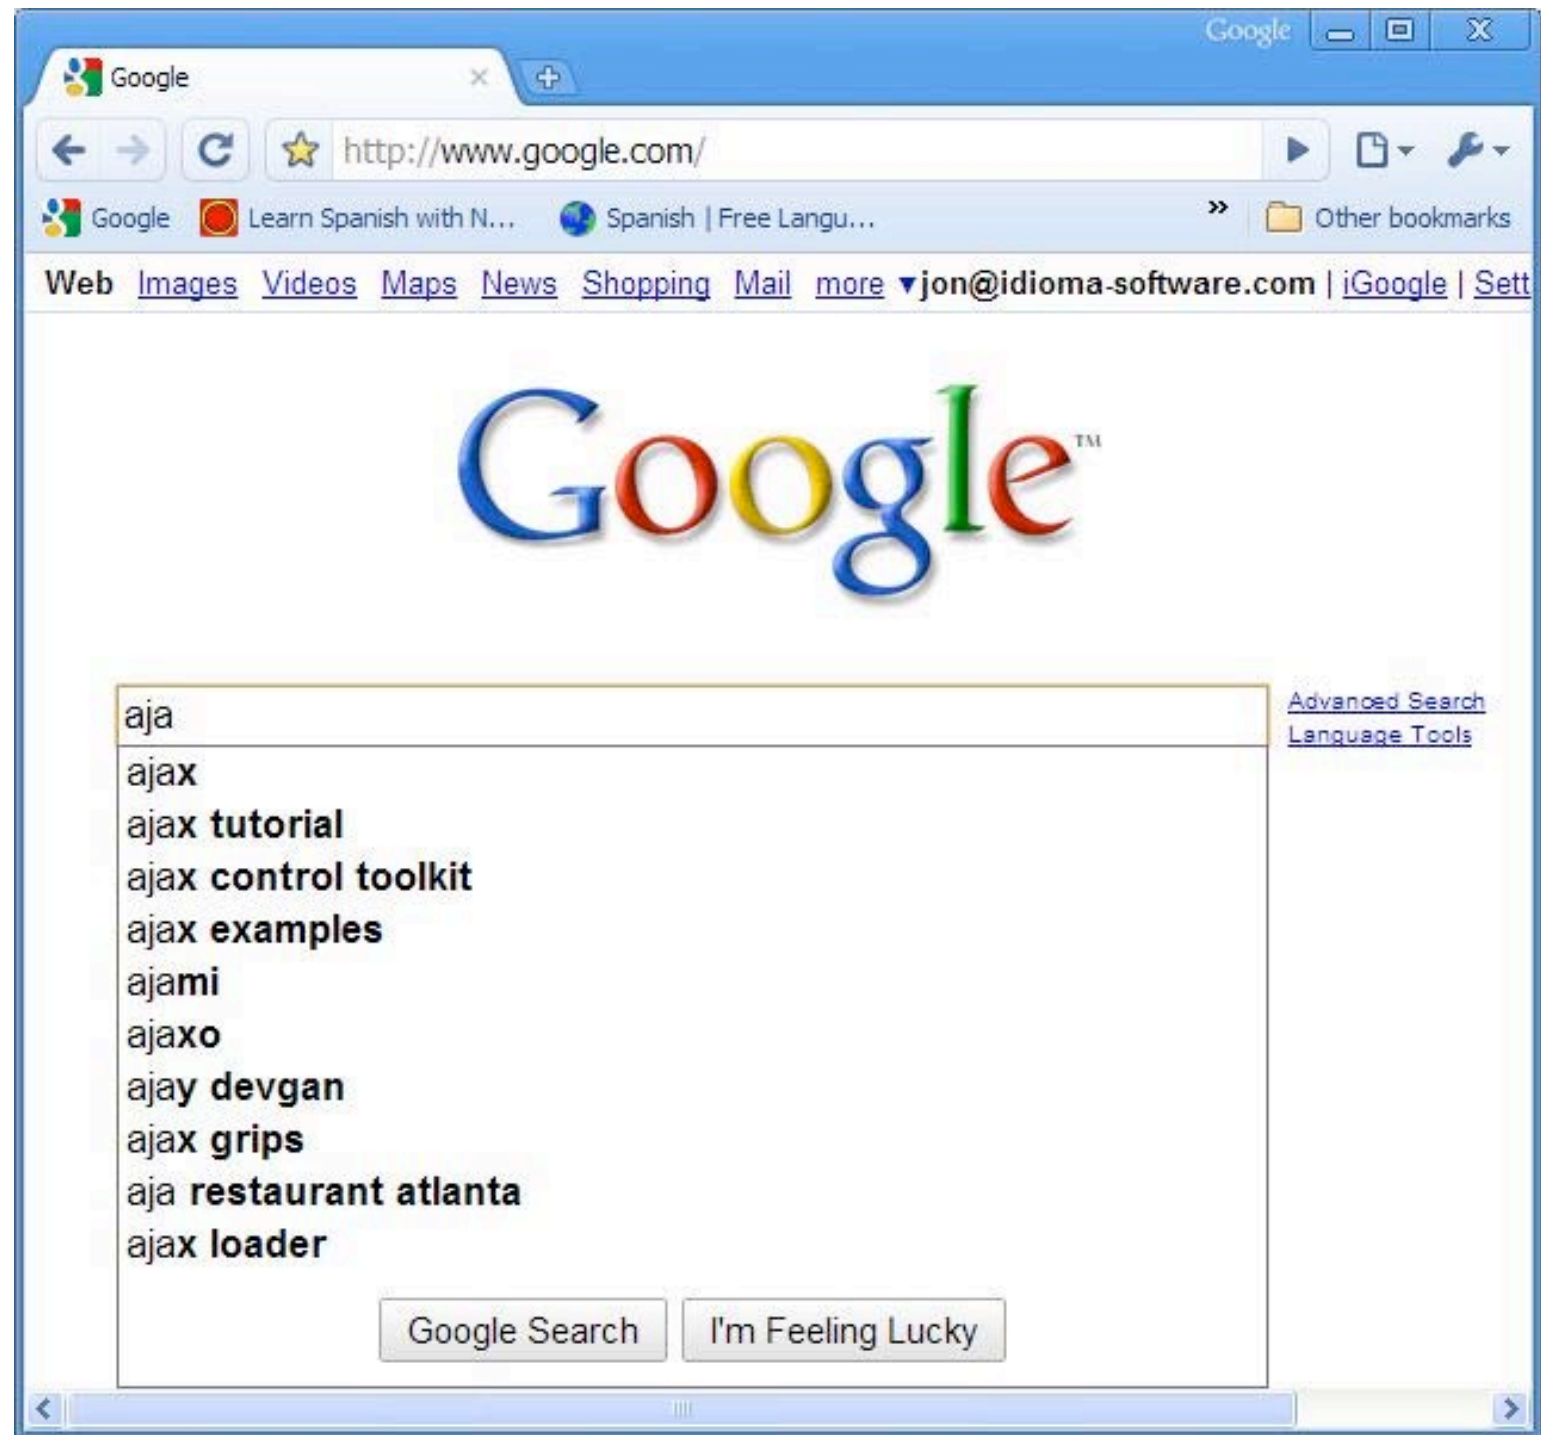 Google
Google
http://www.google.com/
Google Learn Spanish with N... Spanish | Free Langu... » Other bookmarks
Web Images Videos Maps News Shopping Mail more ▼jon@idioma-software.com | iGoogle | Sett
Google™
aja
Advanced Search
Language Tools
ajax
ajax tutorial
ajax control toolkit
ajax examples
ajami
ajaxo
ajay devgan
ajax grips
aja restaurant atlanta
ajax loader
Google Search I'm Feeling Lucky